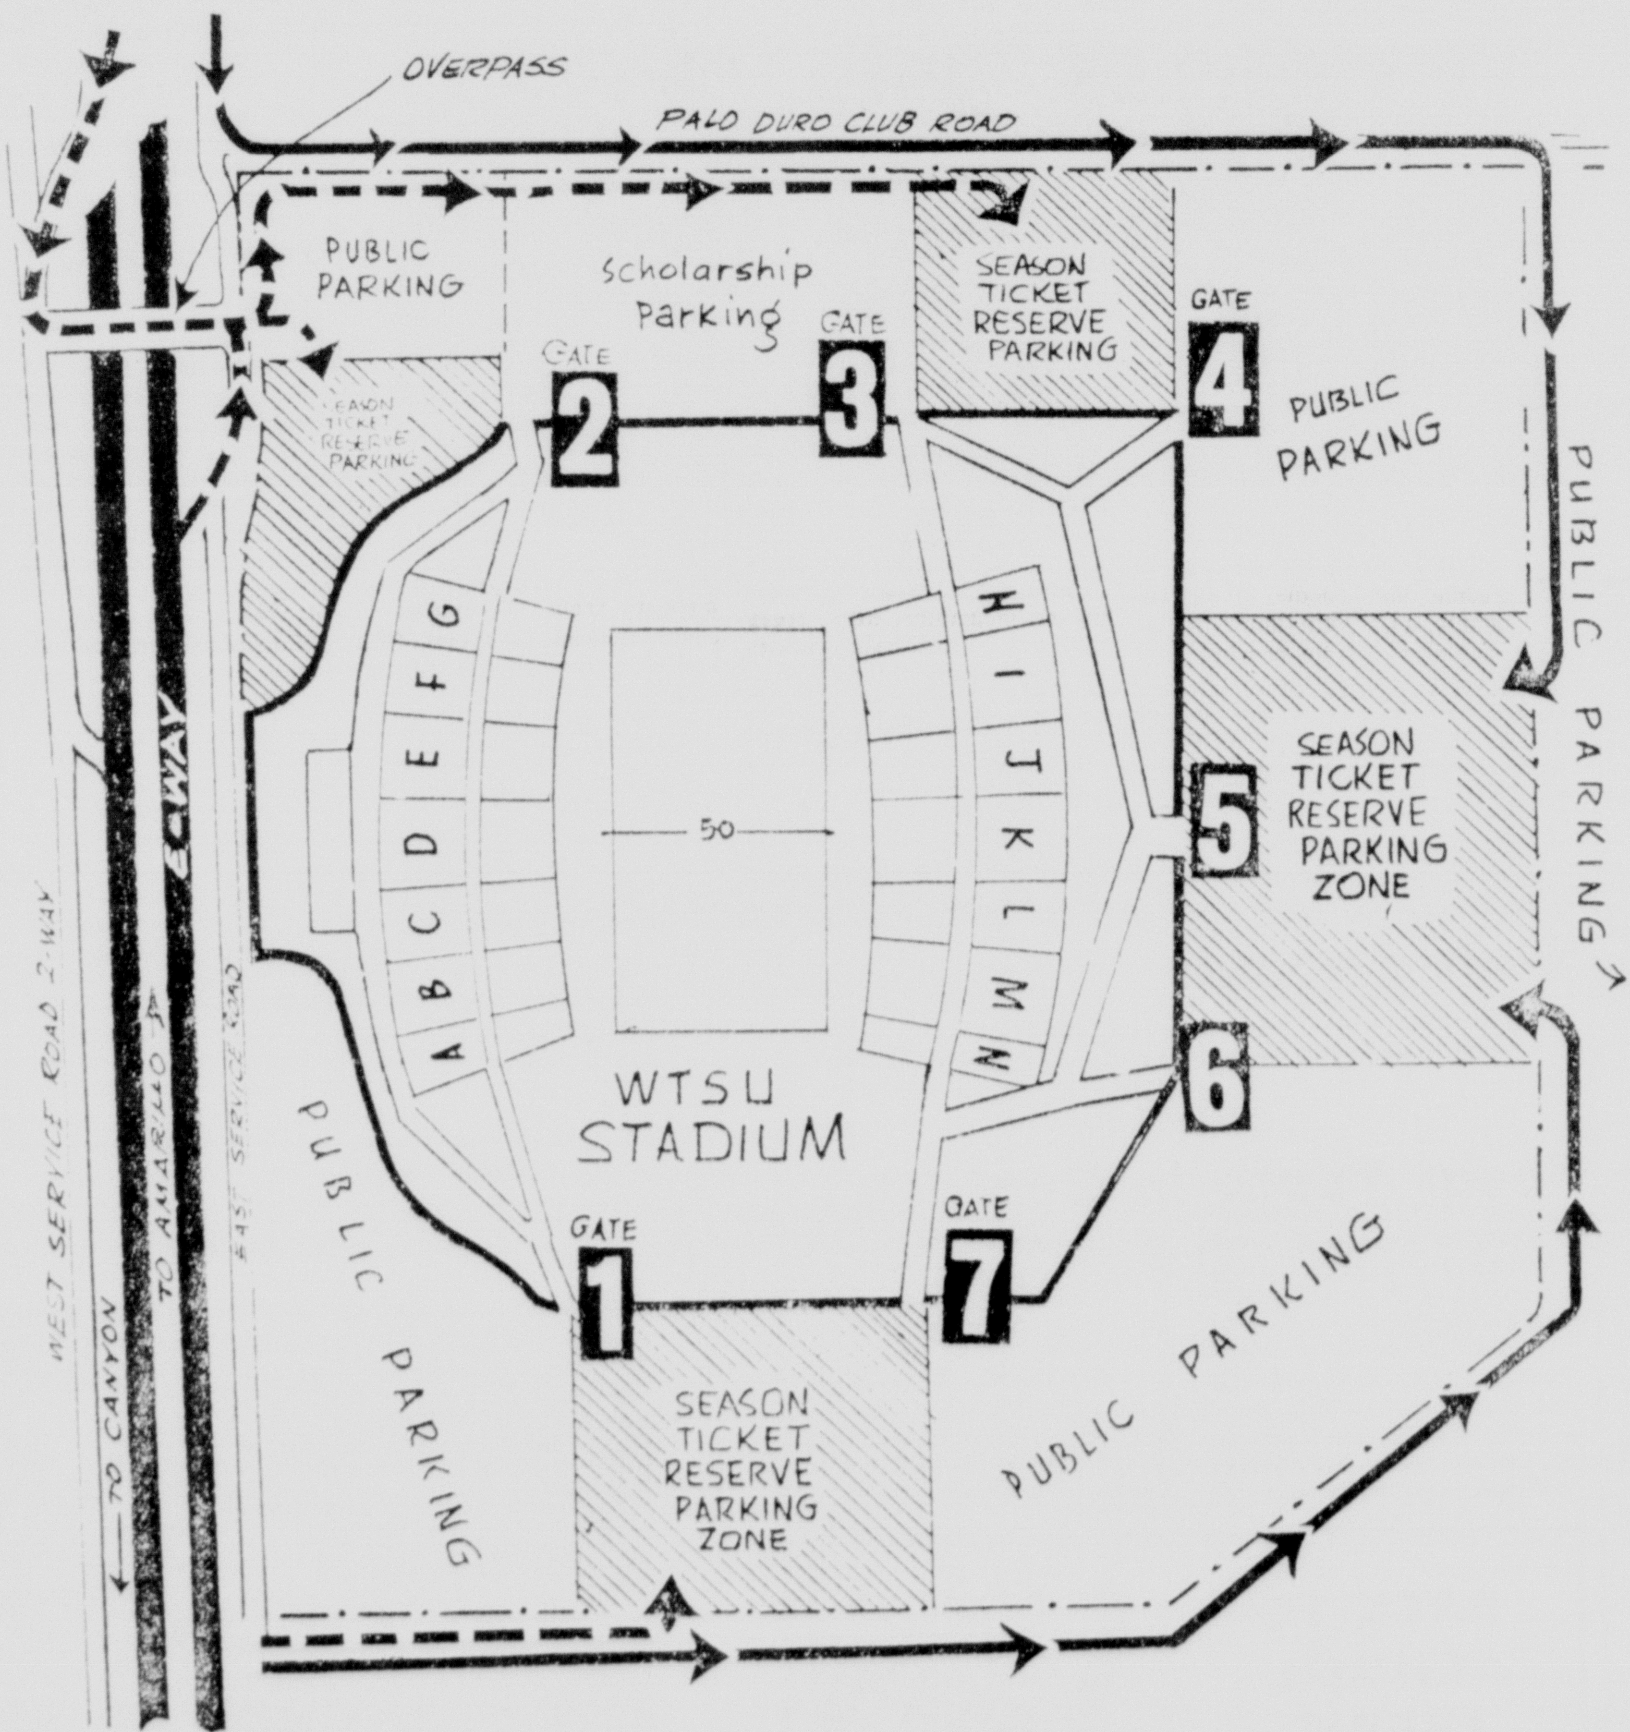 OVERPASS
PALO DURO CLUB ROAD
PUBLIC
PARKING
Scholarship
Parking
SEASON
TICKET
RESERVE
PARKING
GATE
4
GATE
3
GATE
2
PUBLIC
PARKING
SEASON
TICKET
RESERVE
PARKING
PUBLIC PARKING
G
F
E
D
C
B
A
H
I
J
K
L
M
N
50
5
SEASON
TICKET
RESERVE
PARKING
ZONE
6
WTSU
STADIUM
WEST SERVICE ROAD 2-WAY
TO CANYON
TO AMARILLO
EAST SERVICE ROAD
PUBLIC PARKING
GATE
1
GATE
7
PUBLIC PARKING
SEASON
TICKET
RESERVE
PARKING
ZONE